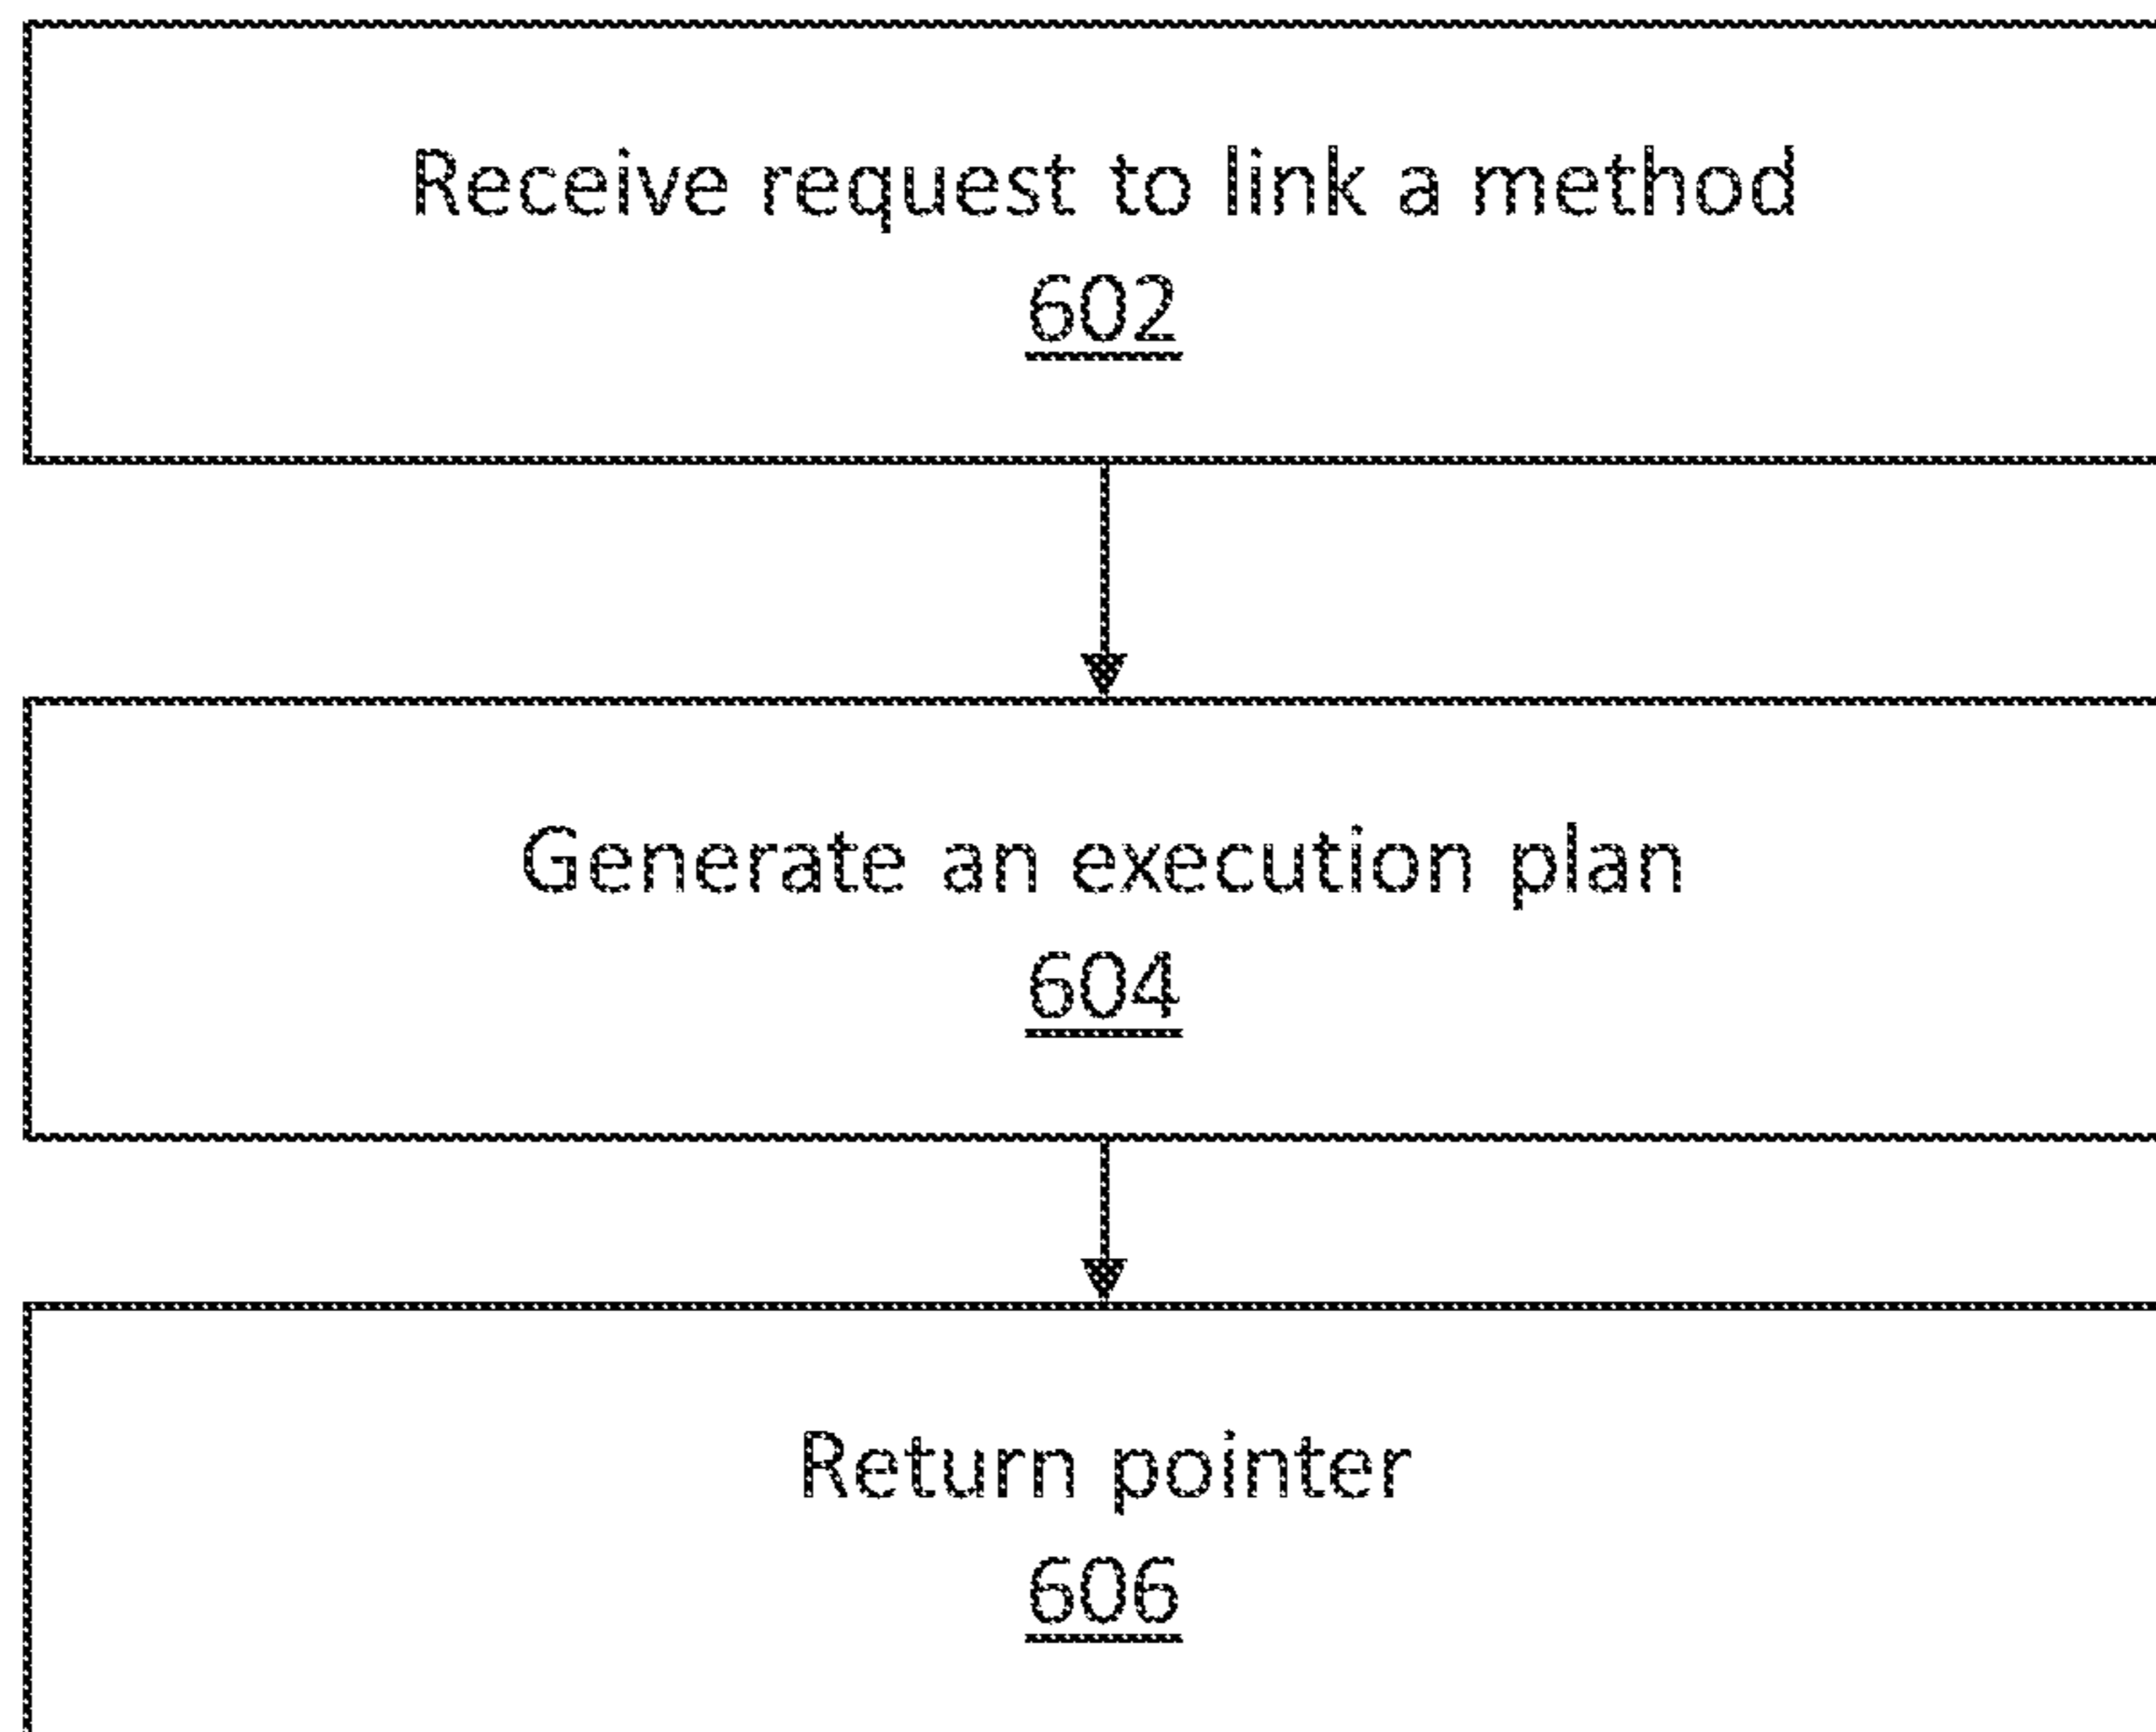 Receive request to link a method
602
Generate an execution plan
604
Return pointer
606